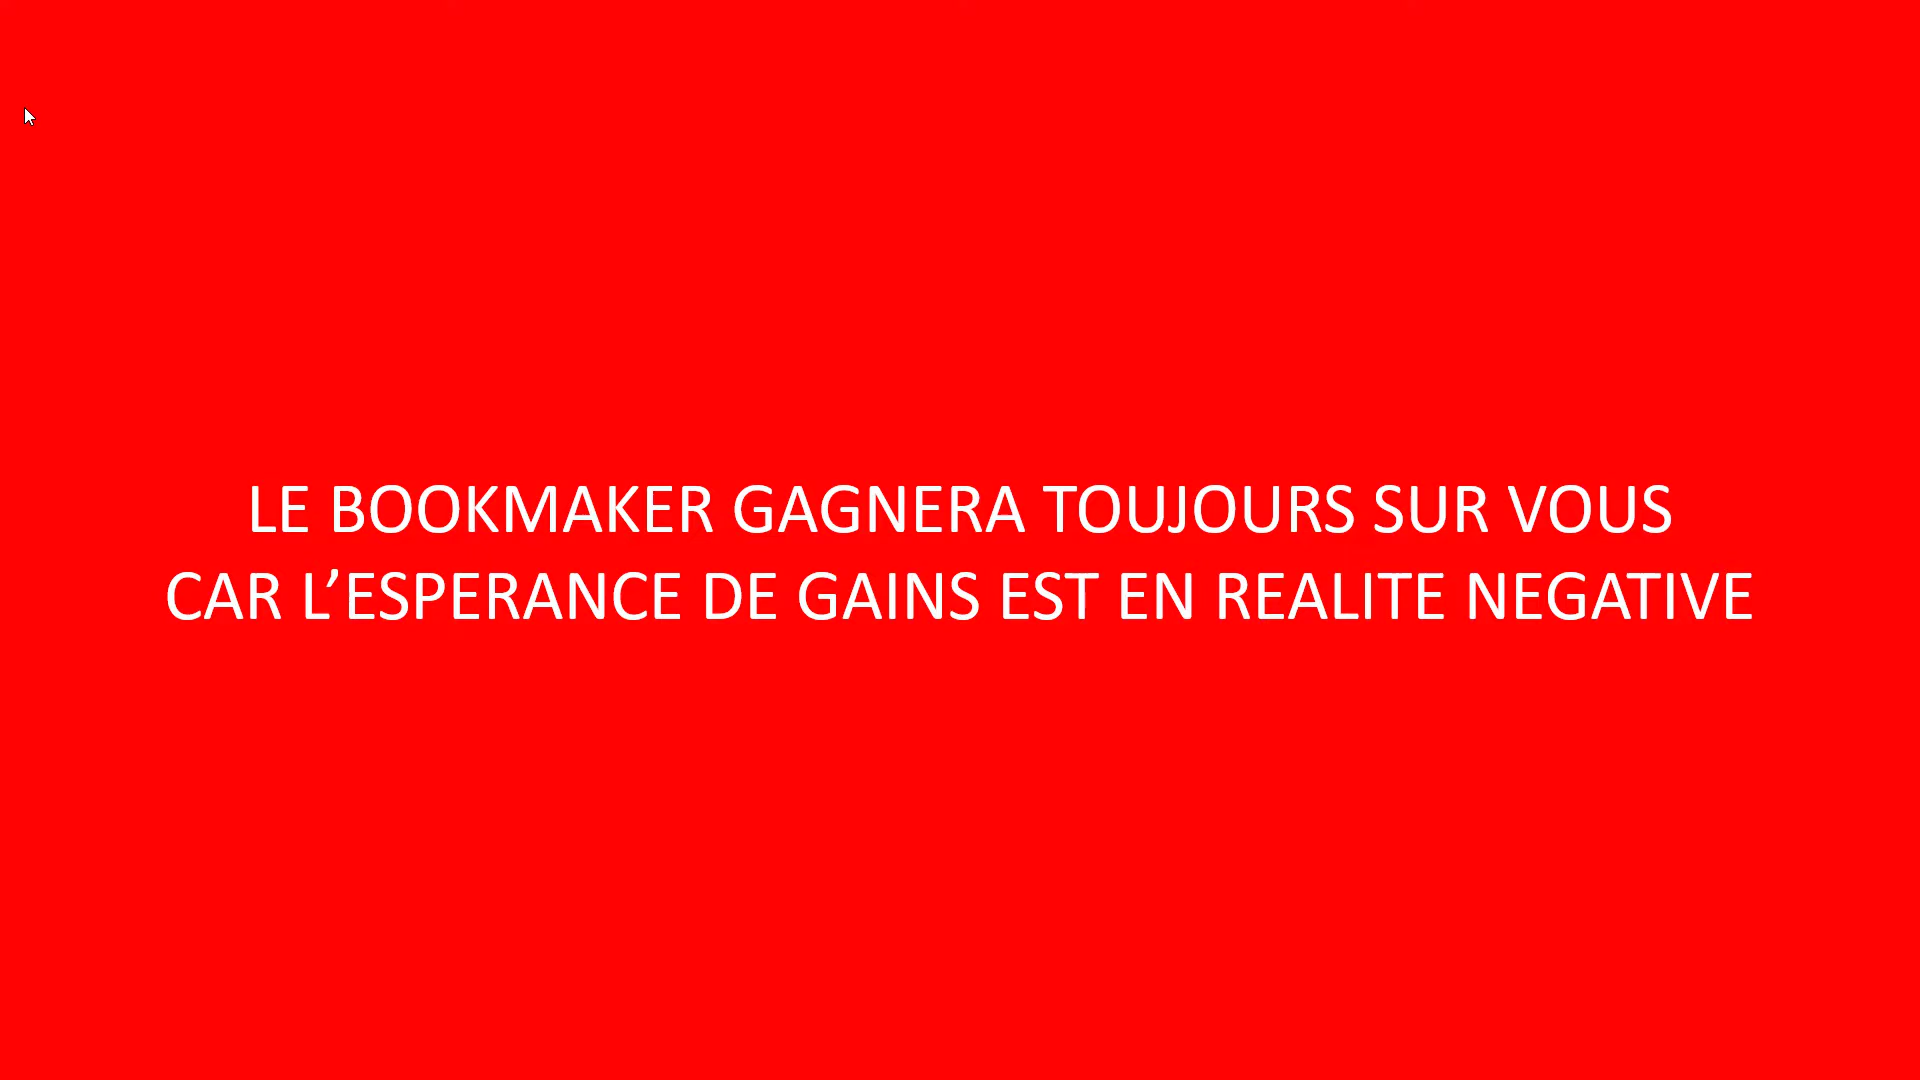 LE BOOKMAKER GAGNERA TOUJOURS SUR VOUS
CAR L’ESPERANCE DE GAINS EST EN REALITE NEGATIVE